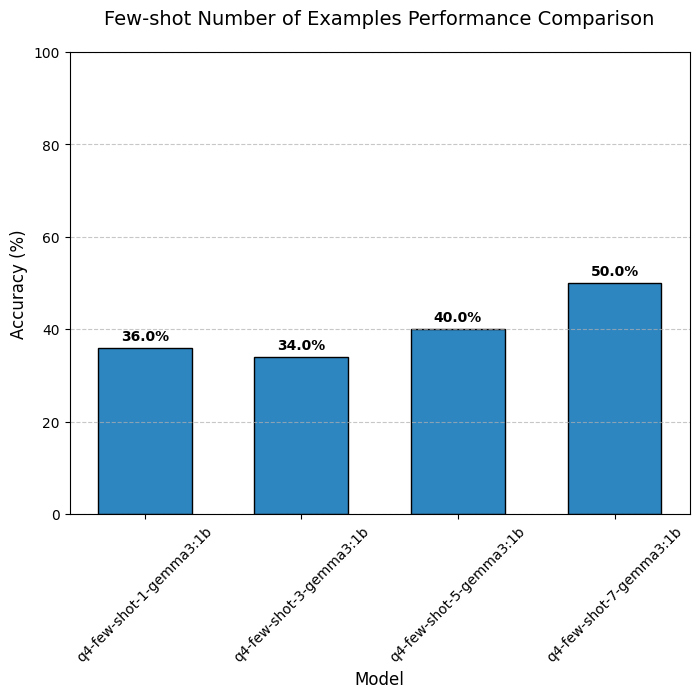 Few-shot Number of Examples Performance Comparison
Accuracy (%)
100
80
60
40
20
0
36.0%
34.0%
40.0%
50.0%
q4-few-shot-1-gemma3:1b
q4-few-shot-3-gemma3:1b
q4-few-shot-5-gemma3:1b
q4-few-shot-7-gemma3:1b
Model